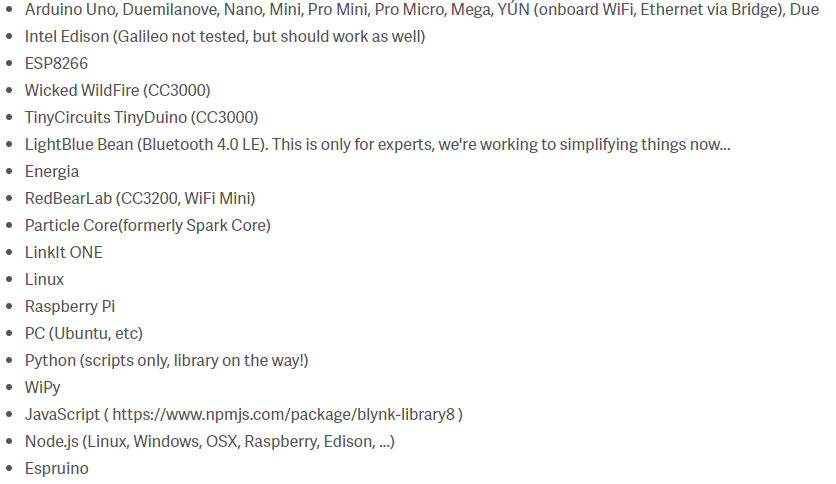 • Arduino Uno, Duemilanove, Nano, Mini, Pro Mini, Pro Micro, Mega, YÚN (onboard WiFi, Ethernet via Bridge), Due
• Intel Edison (Galileo not tested, but should work as well)
• ESP8266
• Wicked WildFire (CC3000)
• TinyCircuits TinyDuino (CC3000)
• LightBlue Bean (Bluetooth 4.0 LE). This is only for experts, we're working to simplifying things now...
• Energia
• RedBearLab (CC3200, WiFi Mini)
• Particle Core(formerly Spark Core)
• LinkIt ONE
• Linux
• Raspberry Pi
• PC (Ubuntu, etc)
• Python (scripts only, library on the way!)
• WiPy
• JavaScript ( https://www.npmjs.com/package/blynk-library8 )
• Node.js (Linux, Windows, OSX, Raspberry, Edison, ...)
• Espruino